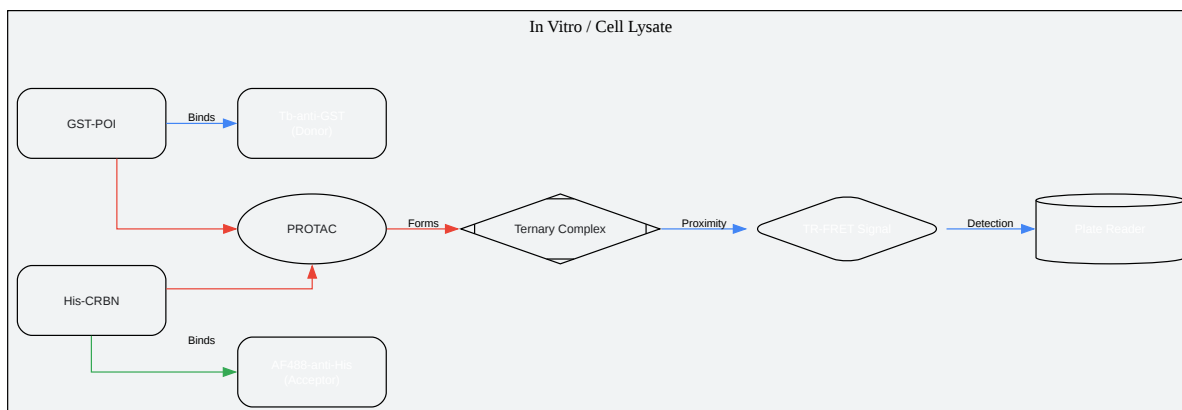 In Vitro / Cell Lysate
GST-POI
Binds
Tb-anti-GST
(Donor)
PROTAC
Forms
Ternary Complex
Proximity
TR-FRET Signal
Detection
Plate Reader
His-CRBN
Binds
AF488-anti-His
(Acceptor)